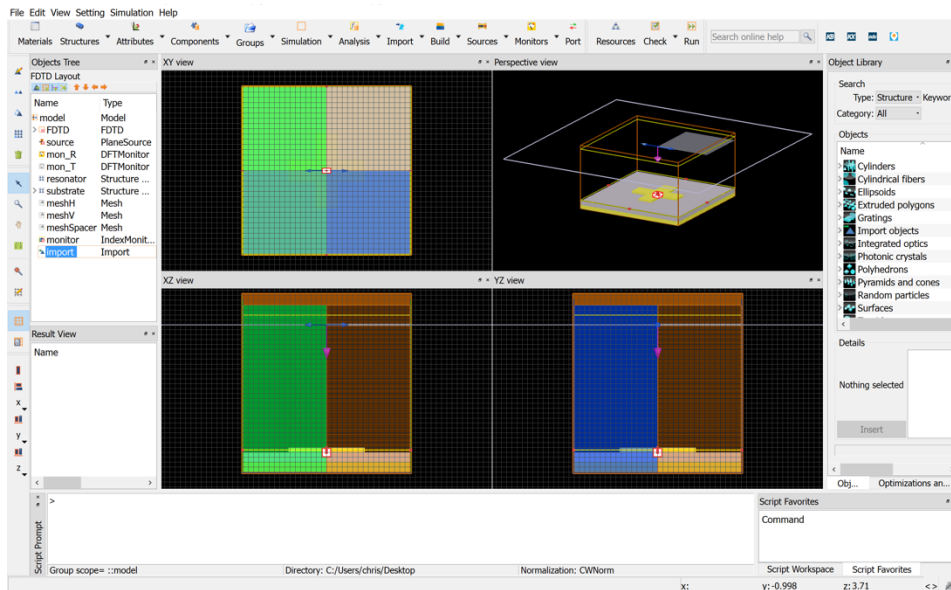 File Edit View Setting Simulation Help
Materials Structures Attributes Components Groups Simulation Analysis Import Build Sources Monitors Port Resources Check Run Search online help
Objects Tree
FDTD Layout
Name Type
model Model
FDTD FDTD
source PlaneSource
mon_R DFTMonitor
mon_T DFTMonitor
resonator Structure ...
substrate Structure ...
meshH Mesh
meshV Mesh
meshSpacer Mesh
monitor IndexMonit...
import Import
Result View
Name
x
y
z
XY view
Perspective view
XZ view
YZ view
Object Library
Search
Type: Structure Keywor
Category: All
Objects
Name
Cylinders
Cylindrical fibers
Ellipsoids
Extruded polygons
Gratings
Import objects
Integrated optics
Photonic crystals
Polyhedrons
Pyramids and cones
Random particles
Surfaces
Details
Nothing selected
Insert
Obj... Optimizations an...
Script Prompt
>
Group scope= ::model Directory: C:/Users/chris/Desktop Normalization: CWNorm
Script Favorites
Command
Script Workspace Script Favorites
x: y: -0.998 z: 3.71 < >